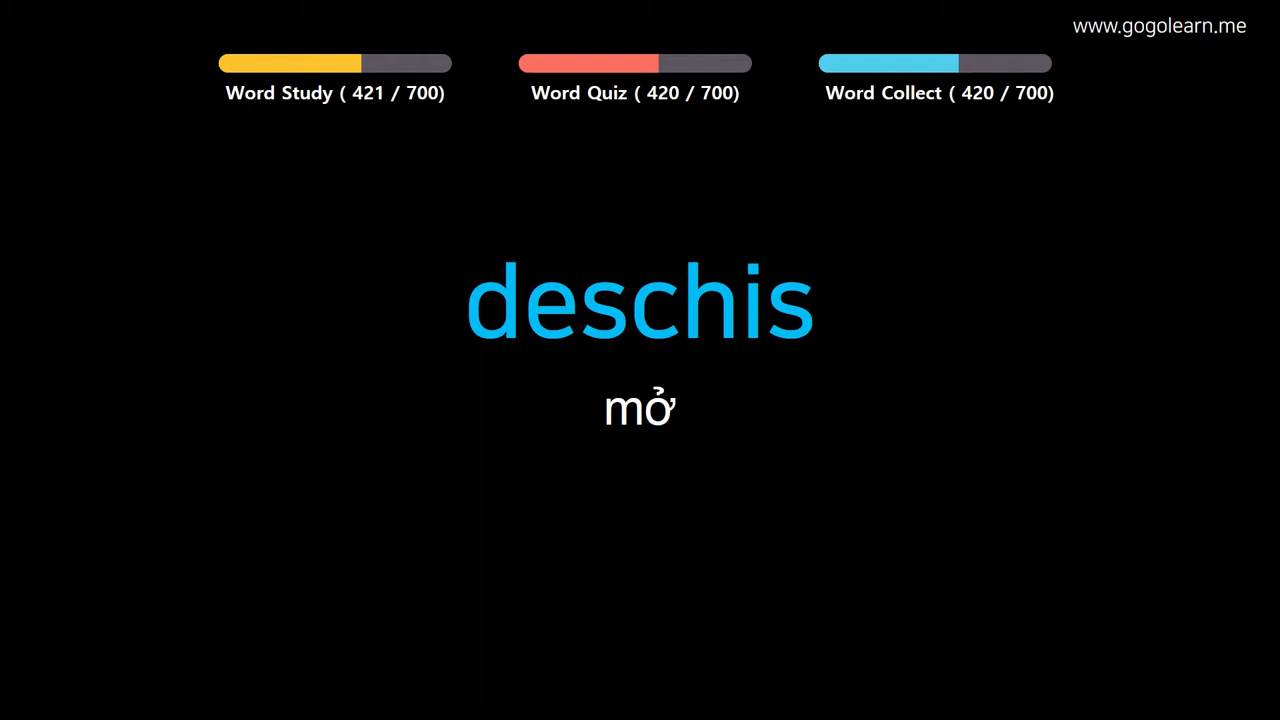 www.gogolearn.me
Word Study ( 421 / 700)
Word Quiz ( 420 / 700)
Word Collect ( 420 / 700)
deschis
mở